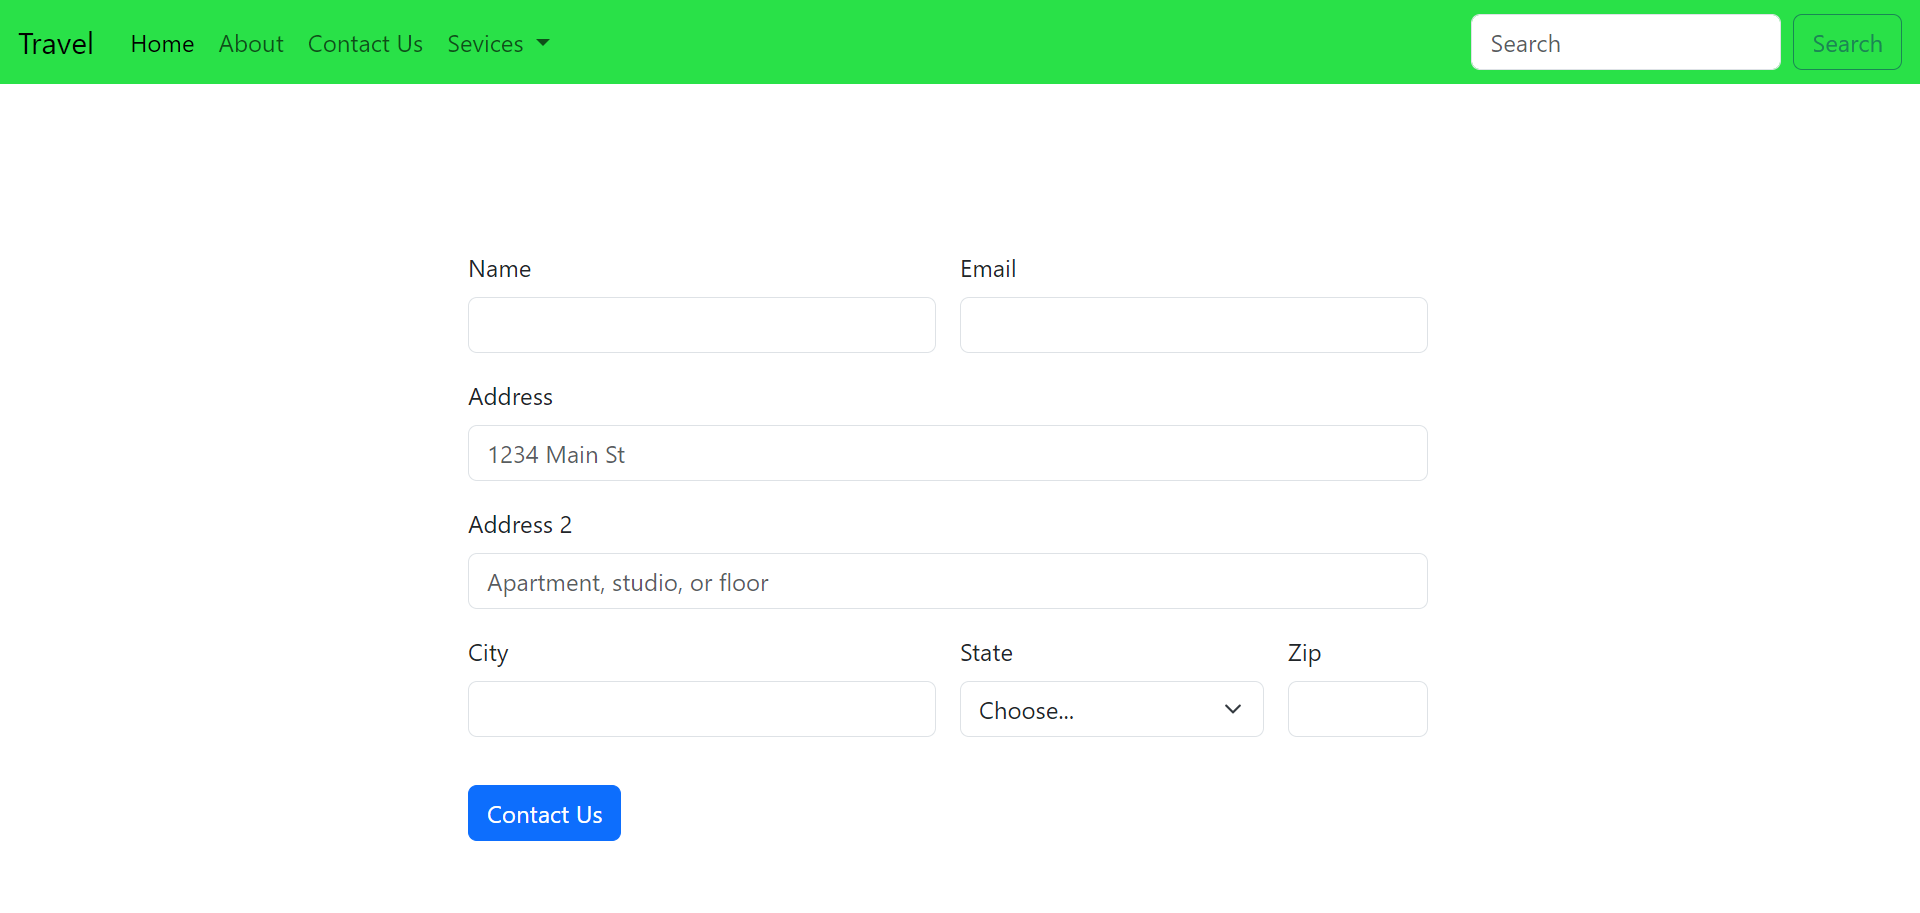 Travel Home About Contact Us Sevices Search Search
Name Email
Address
1234 Main St
Address 2
Apartment, studio, or floor
City State Zip
Choose...
Contact Us